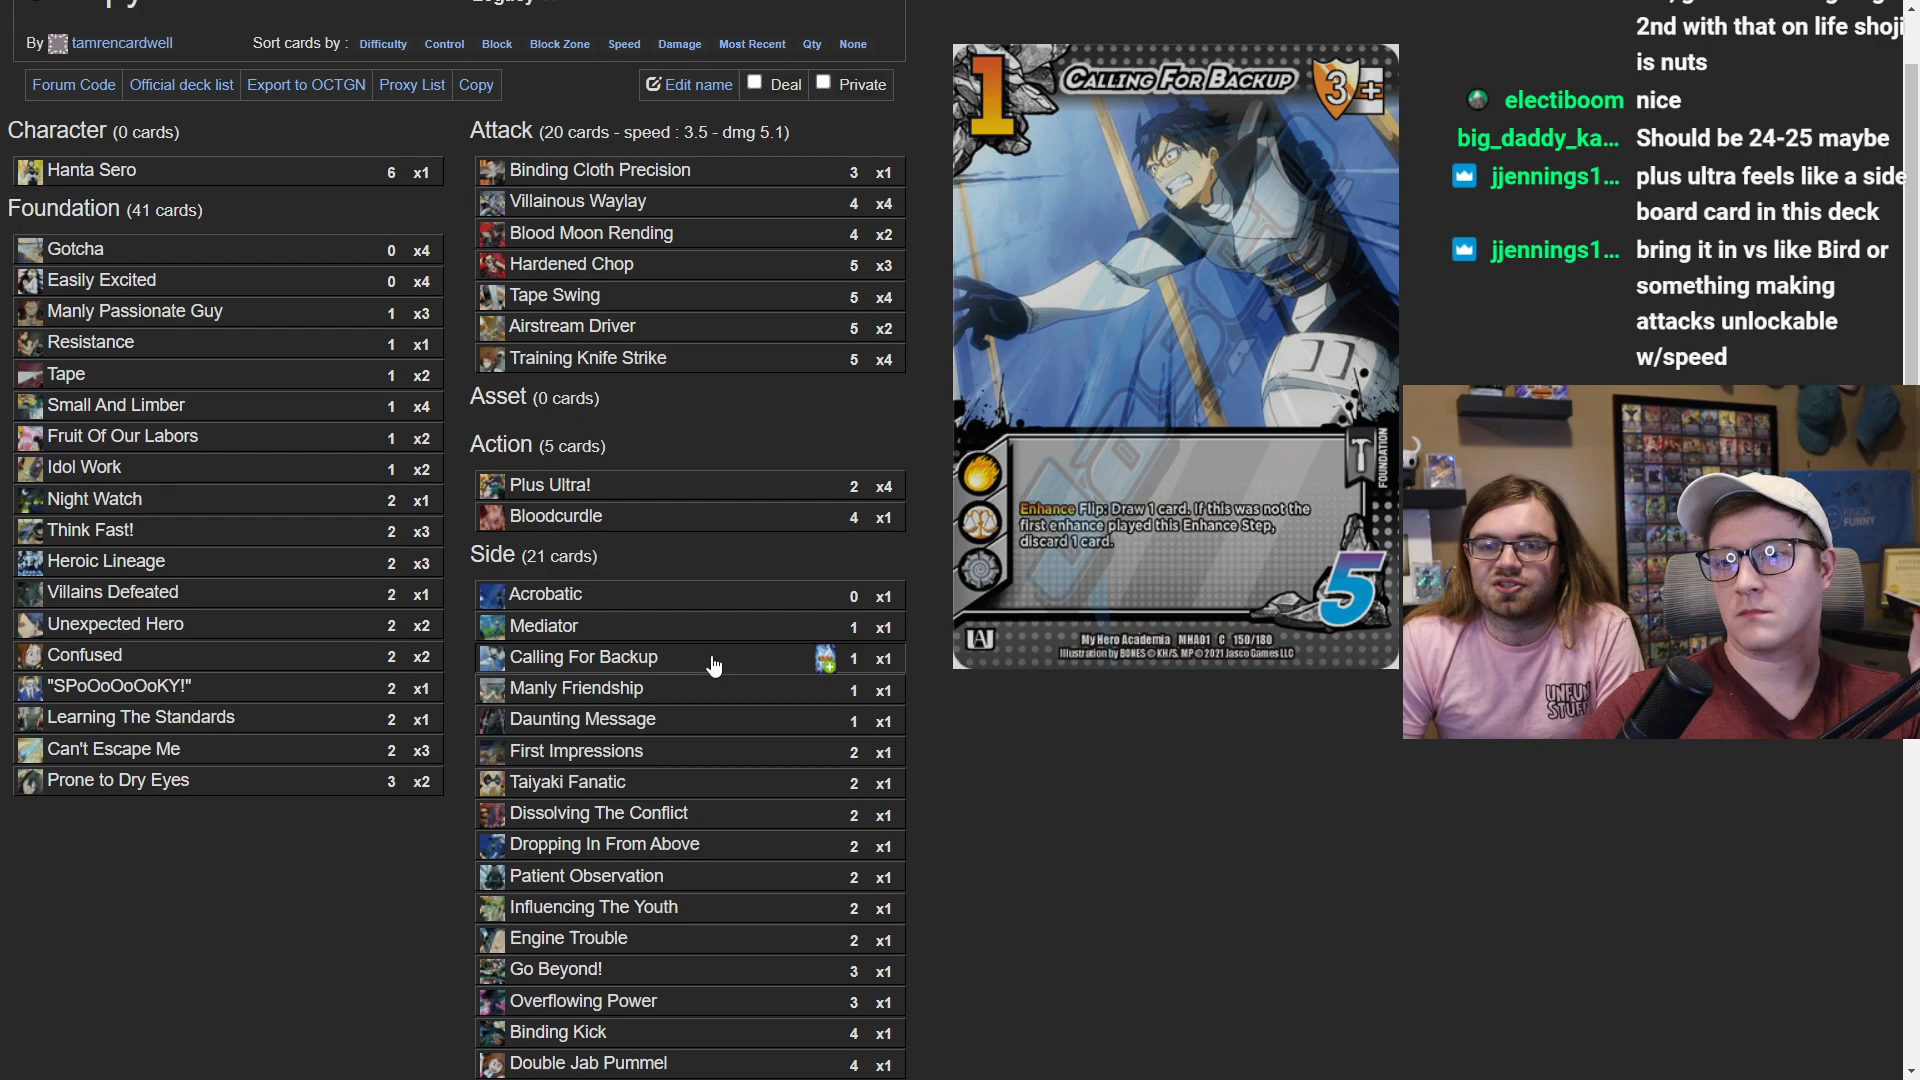 By tamrencardwell
Sort cards by : Difficulty Control Block Block Zone Speed Damage Most Recent Qty None
Forum Code Official deck list Export to OCTGN Proxy List Copy
Edit name Deal Private
Character (0 cards)
Hanta Sero 6 x1
Foundation (41 cards)
Gotcha 0 x4
Easily Excited 0 x4
Manly Passionate Guy 1 x3
Resistance 1 x1
Tape 1 x2
Small And Limber 1 x4
Fruit Of Our Labors 1 x2
Idol Work 1 x2
Night Watch 2 x1
Think Fast! 2 x3
Heroic Lineage 2 x3
Villains Defeated 2 x1
Unexpected Hero 2 x2
Confused 2 x2
"SPoOoOoOoKY!" 2 x1
Learning The Standards 2 x1
Can't Escape Me 2 x3
Prone to Dry Eyes 3 x2
Attack (20 cards - speed : 3.5 - dmg 5.1)
Binding Cloth Precision 3 x1
Villainous Waylay 4 x4
Blood Moon Rending 4 x2
Hardened Chop 5 x3
Tape Swing 5 x4
Airstream Driver 5 x2
Training Knife Strike 5 x4
Asset (0 cards)
Action (5 cards)
Plus Ultra! 2 x4
Bloodcurdle 4 x1
Side (21 cards)
Acrobatic 0 x1
Mediator 1 x1
Calling For Backup 1 x1
Manly Friendship 1 x1
Daunting Message 1 x1
First Impressions 2 x1
Taiyaki Fanatic 2 x1
Dissolving The Conflict 2 x1
Dropping In From Above 2 x1
Patient Observation 2 x1
Influencing The Youth 2 x1
Engine Trouble 2 x1
Go Beyond! 3 x1
Overflowing Power 3 x1
Binding Kick 4 x1
Double Jab Pummel 4 x1
1
Calling For Backup
3 +
FOUNDATION
Enhance Flip: Draw 1 card. If this was not the
first enhance played this Enhance Step,
discard 1 card.
5
My Hero Academia MHA01 C 150/180
Illustration by BONES © KH/S, MP © 2021 Jasco Games LLC
2nd with that on life shoji
is nuts
electiboom nice
big_daddy_ka... Should be 24-25 maybe
jjennings1... plus ultra feels like a side
board card in this deck
jjennings1... bring it in vs like Bird or
something making
attacks unlockable
w/speed
KINDA
FUNNY
UNFUN
STUFF